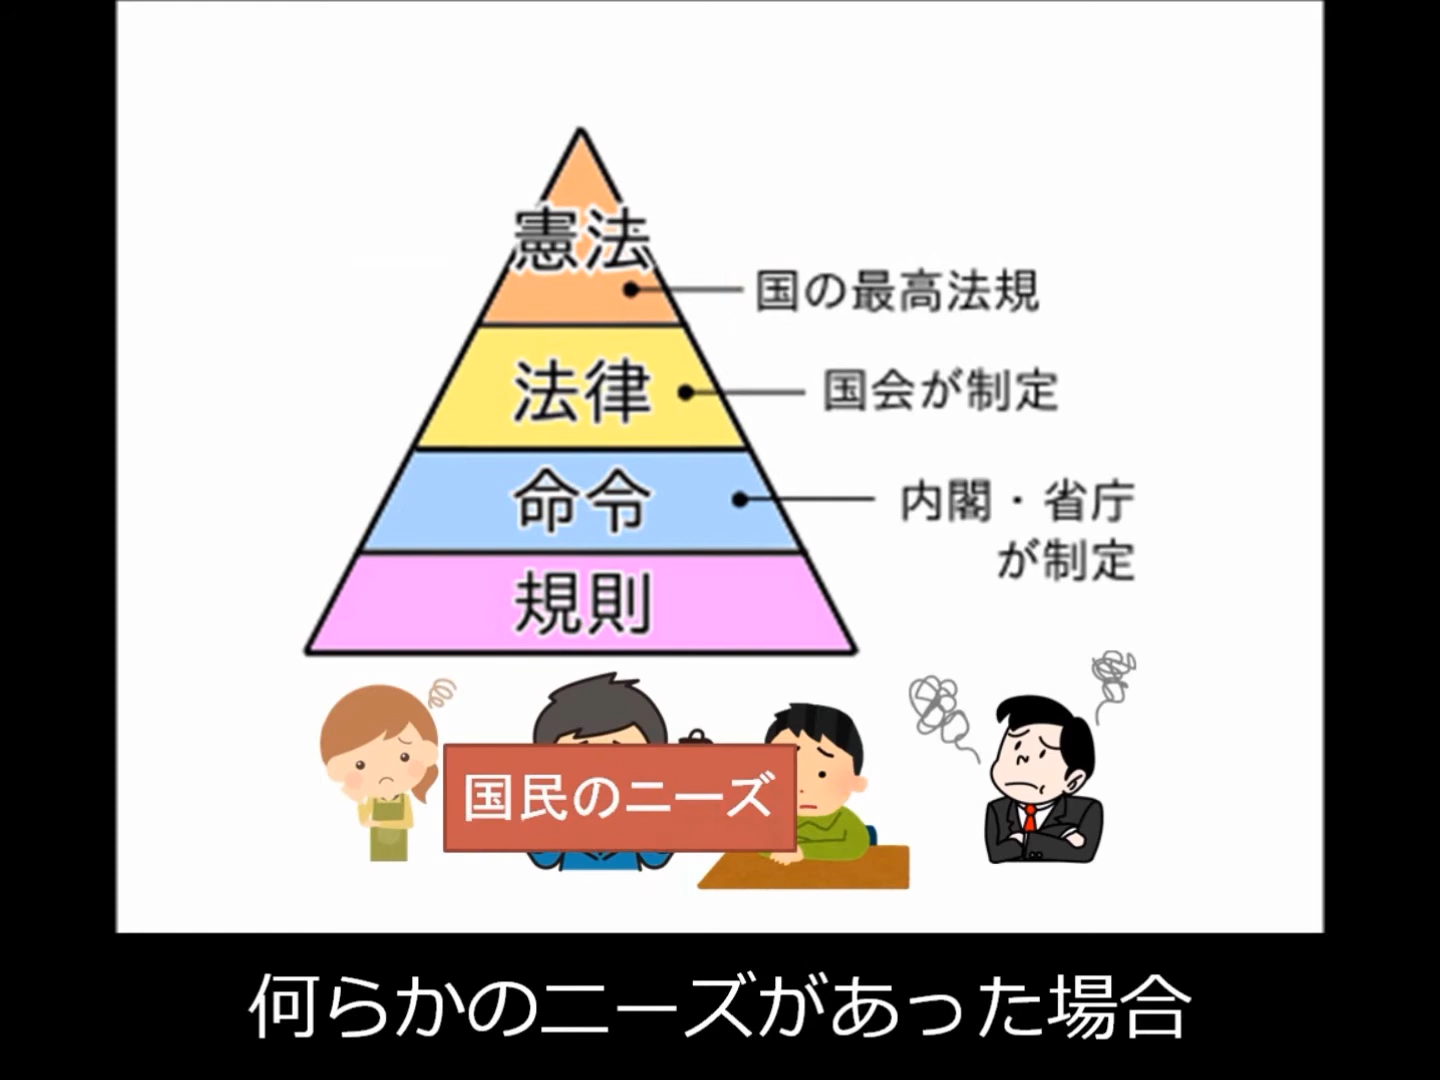 憲法
国の最高法規
法律
国会が制定
命令
内閣・省庁
が制定
規則
国民のニーズ
何らかのニーズがあった場合